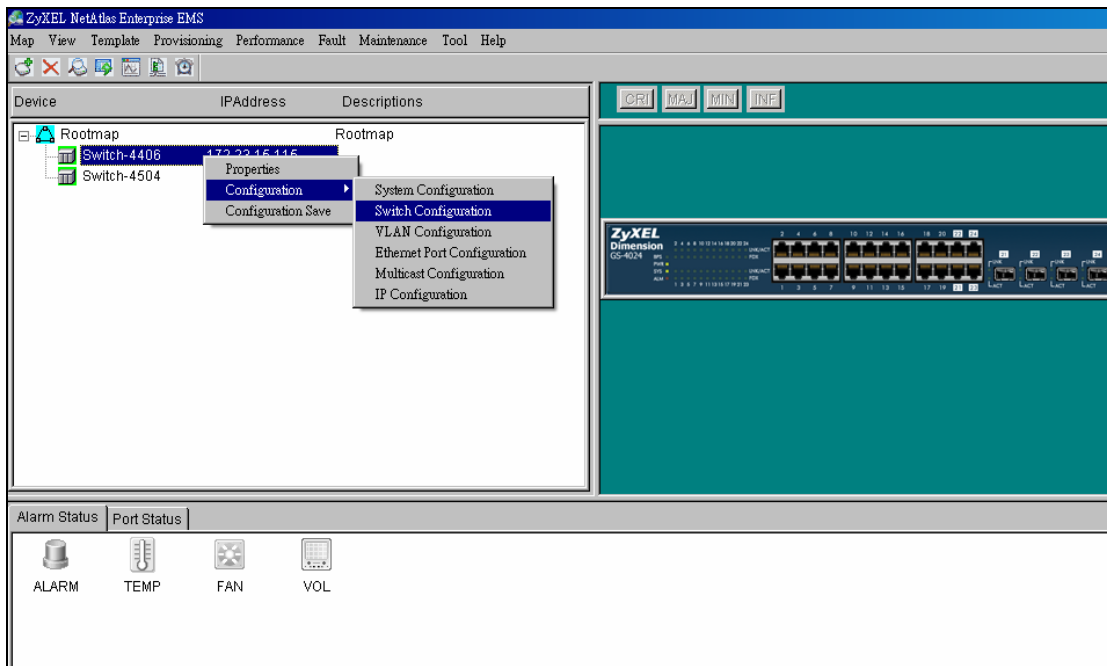 ZyXEL NetAtlas Enterprise EMS
Map View Template Provisioning Performance Fault Maintenance Tool Help
Device IPAddress Descriptions
Rootmap Rootmap
Switch-4406
Switch-4504
Properties
Configuration
Configuration Save
System Configuration
Switch Configuration
VLAN Configuration
Ethernet Port Configuration
Multicast Configuration
IP Configuration
CRI MAJ MIN INF
ZyXEL
Dimension
GS-4024
Alarm Status Port Status
ALARM TEMP FAN VOL